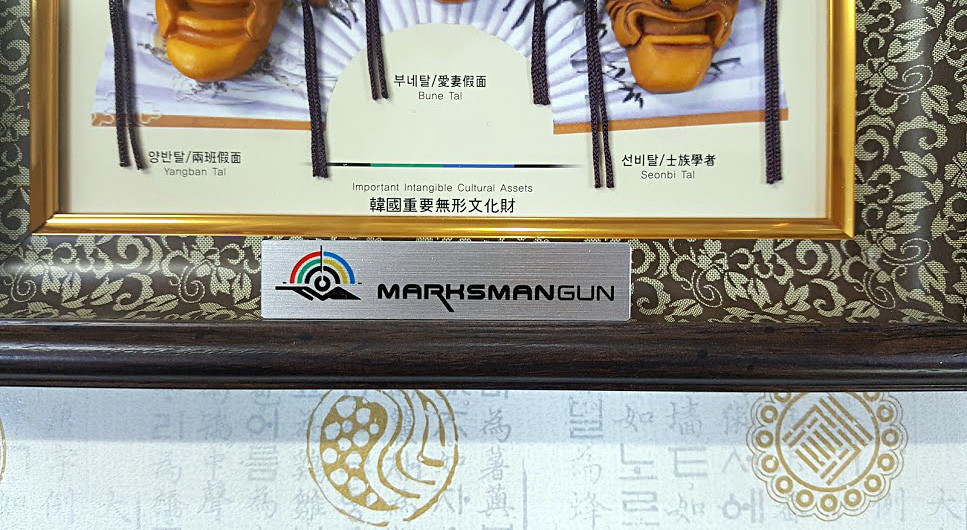 부네탈/愛妻假面
Bune Tal
양반탈/兩班假面
Yangban Tal
선비탈/士族學者
Seonbi Tal
Important Intangible Cultural Assets
韓國重要無形文化財
MARKSMANGUN